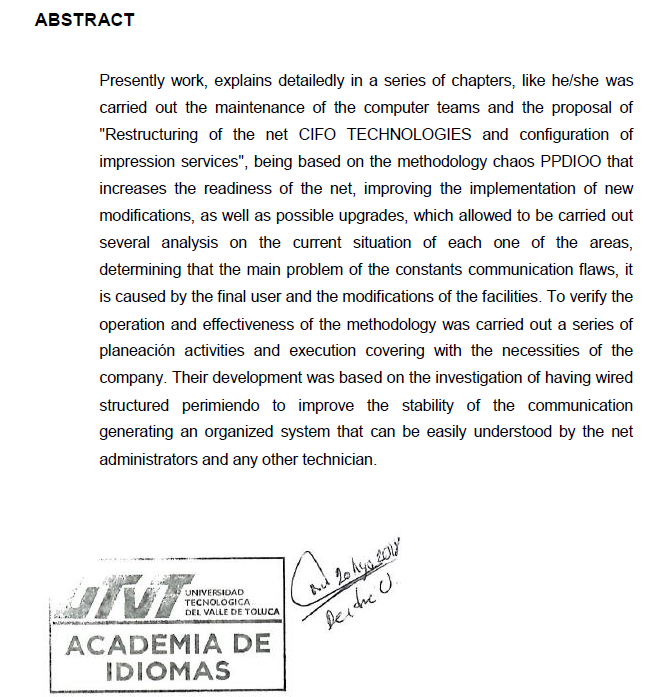 ABSTRACT
Presently work, explains detailedly in a series of chapters, like he/she was
carried out the maintenance of the computer teams and the proposal of
"Restructuring of the net CIFO TECHNOLOGIES and configuration of
impression services", being based on the methodology chaos PPDIOO that
increases the readiness of the net, improving the implementation of new
modifications, as well as possible upgrades, which allowed to be carried out
several analysis on the current situation of each one of the areas,
determining that the main problem of the constants communication flaws, it
is caused by the final user and the modifications of the facilities. To verify the
operation and effectiveness of the methodology was carried out a series of
planeación activities and execution covering with the necessities of the
company. Their development was based on the investigation of having wired
structured perimiendo to improve the stability of the communication
generating an organized system that can be easily understood by the net
administrators and any other technician.
UTVT
UNIVERSIDAD
TECNOLOGICA
DEL VALLE DE TOLUCA
ACADEMIA DE
IDIOMAS
20